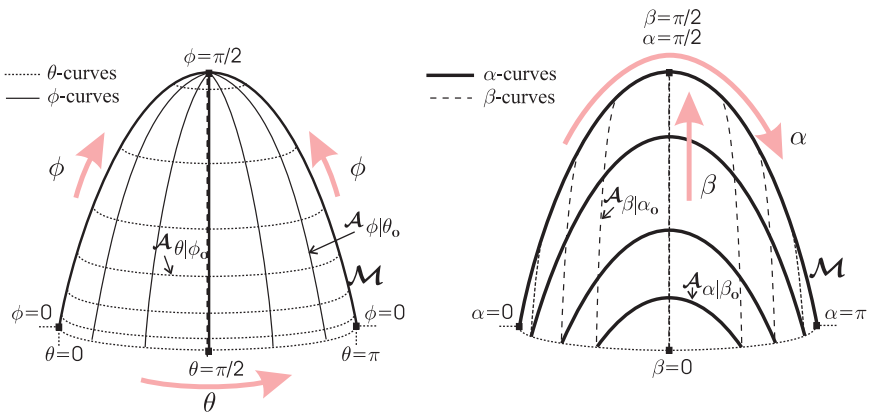 ϕ=π/2
θ-curves
ϕ-curves
ϕ
ϕ
𝓐ϕ|θₒ
𝓐θ|ϕₒ
𝓜
ϕ=0
ϕ=0
θ=0
θ=π/2
θ=π
θ
β=π/2
α=π/2
α-curves
β-curves
α
β
𝓐β|αₒ
𝓜
𝓐α|βₒ
α=0
α=π
β=0